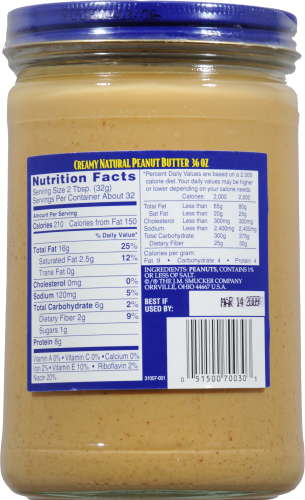 CREAMY NATURAL PEANUT BUTTER 36 OZ
Nutrition Facts
Serving Size 2 Tbsp. (32g)
Servings Per Container About 32
Amount Per Serving
Calories 210 Calories from Fat 150
% Daily Value*
Total Fat 16g 25%
Saturated Fat 2.5g 12%
Trans Fat 0g
Cholesterol 0mg 0%
Sodium 120mg 5%
Total Carbohydrate 6g 2%
Dietary Fiber 2g 9%
Sugars 1g
Protein 8g
Vitamin A 0% • Vitamin C 0% • Calcium 0%
Iron 2% • Vitamin E 10% • Riboflavin 2%
Niacin 20%
*Percent Daily Values are based on a 2,000
calorie diet. Your daily values may be higher
or lower depending on your calorie needs:
Calories: 2,000 2,500
Total Fat Less than 65g 80g
Sat Fat Less than 20g 25g
Cholesterol Less than 300mg 300mg
Sodium Less than 2,400mg 2,400mg
Total Carbohydrate 300g 375g
Dietary Fiber 25g 30g
Calories per gram:
Fat 9 • Carbohydrate 4 • Protein 4
INGREDIENTS: PEANUTS, CONTAINS 1%
OR LESS OF SALT.
©/® THE J.M. SMUCKER COMPANY
ORRVILLE, OHIO 44667 U.S.A.
BEST IF
USED BY:
MAR 14 2009
31007-001
0 51500 70030 5